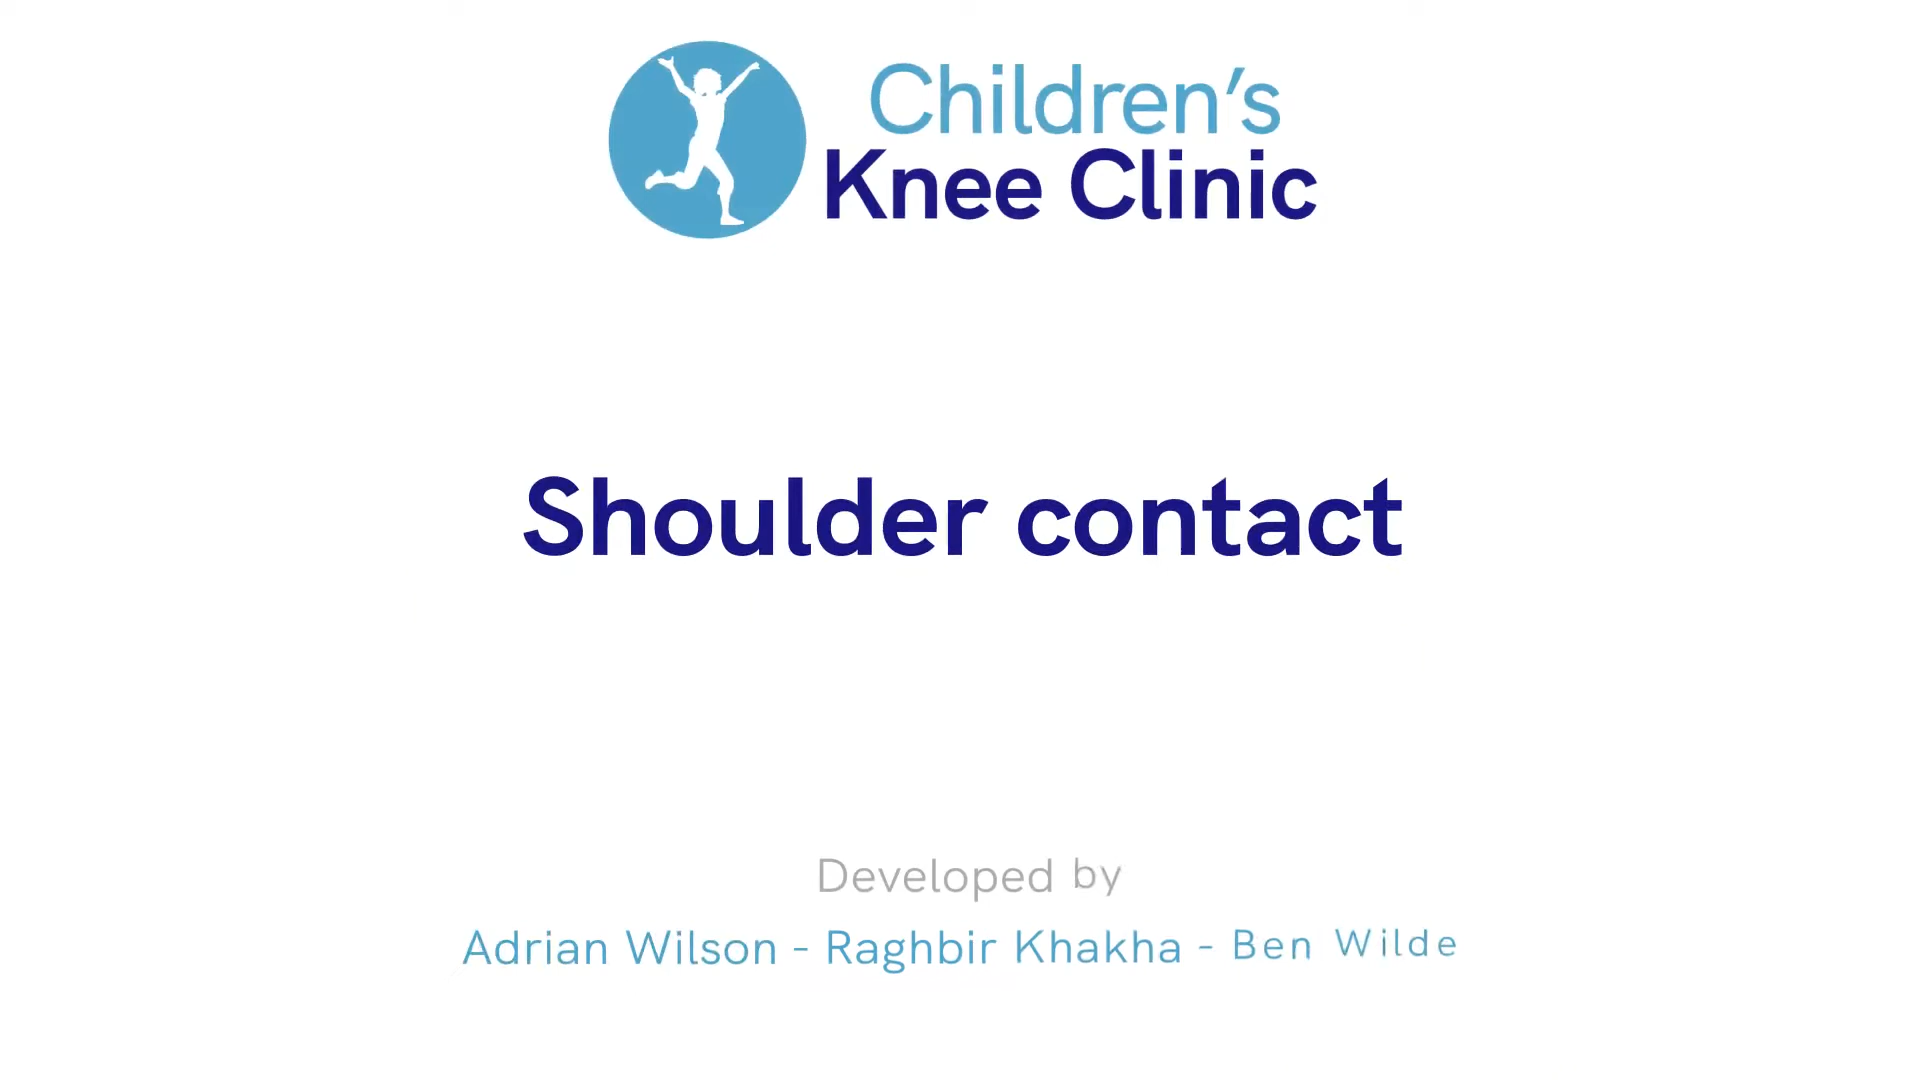 Children's
Knee Clinic
Shoulder contact
Developed by
Adrian Wilson - Raghbir Khakha - Ben Wilde